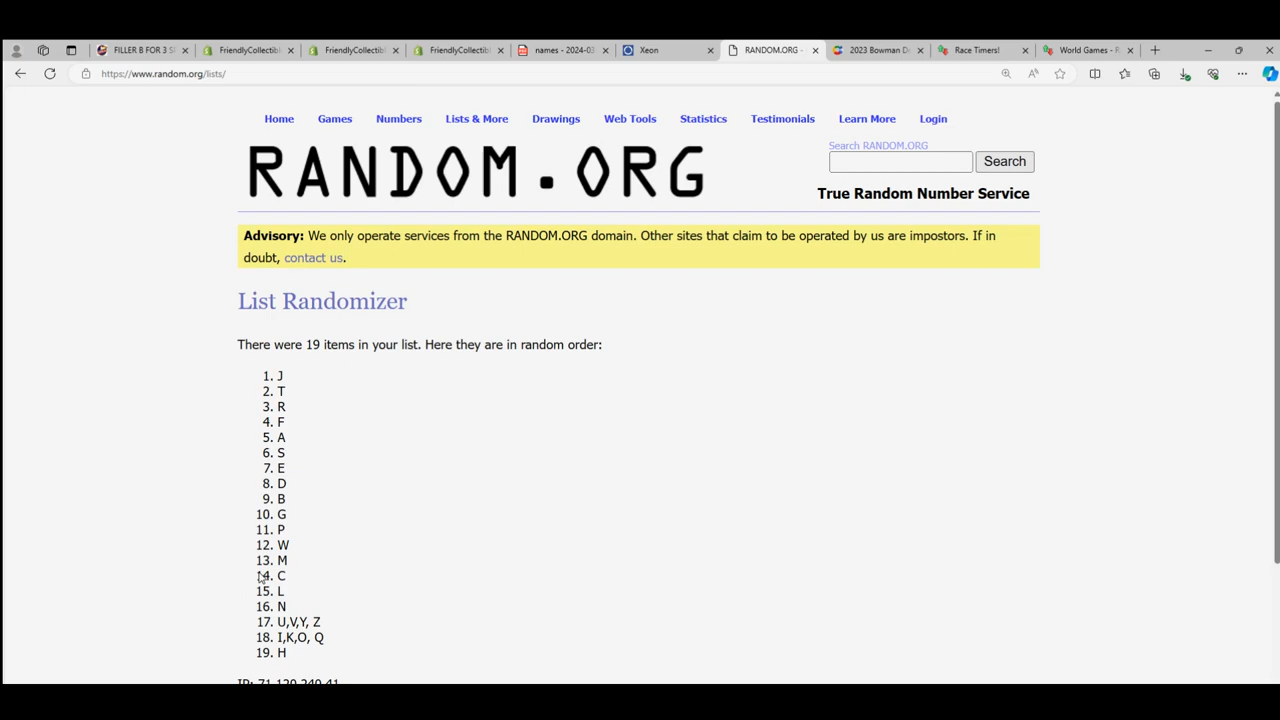 FILLER B FOR 3 S
FriendlyCollectib
FriendlyCollectib
FriendlyCollectib
names - 2024-03
Xeon
RANDOM.ORG -
2023 Bowman D
Race Timers!
World Games - R
https://www.random.org/lists/
Home Games Numbers Lists & More Drawings Web Tools Statistics Testimonials Learn More Login
RANDOM.ORG
Search RANDOM.ORG
Search
True Random Number Service
Advisory: We only operate services from the RANDOM.ORG domain. Other sites that claim to be operated by us are impostors. If in
doubt, contact us.
List Randomizer
There were 19 items in your list. Here they are in random order:
1. J
2. T
3. R
4. F
5. A
6. S
7. E
8. D
9. B
10. G
11. P
12. W
13. M
14. C
15. L
16. N
17. U,V,Y, Z
18. I,K,O, Q
19. H